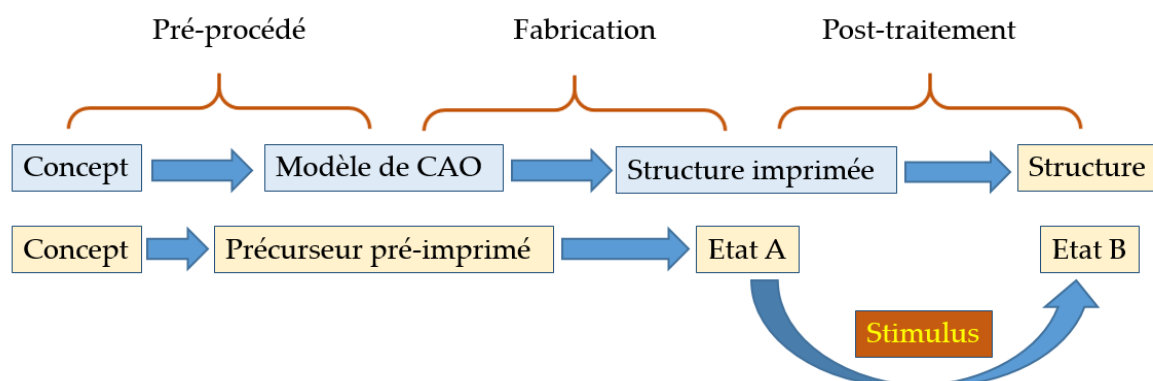 Pré-procédé Fabrication Post-traitement
Concept Modèle de CAO Structure imprimée Structure
Concept Précurseur pré-imprimé Etat A Etat B
Stimulus